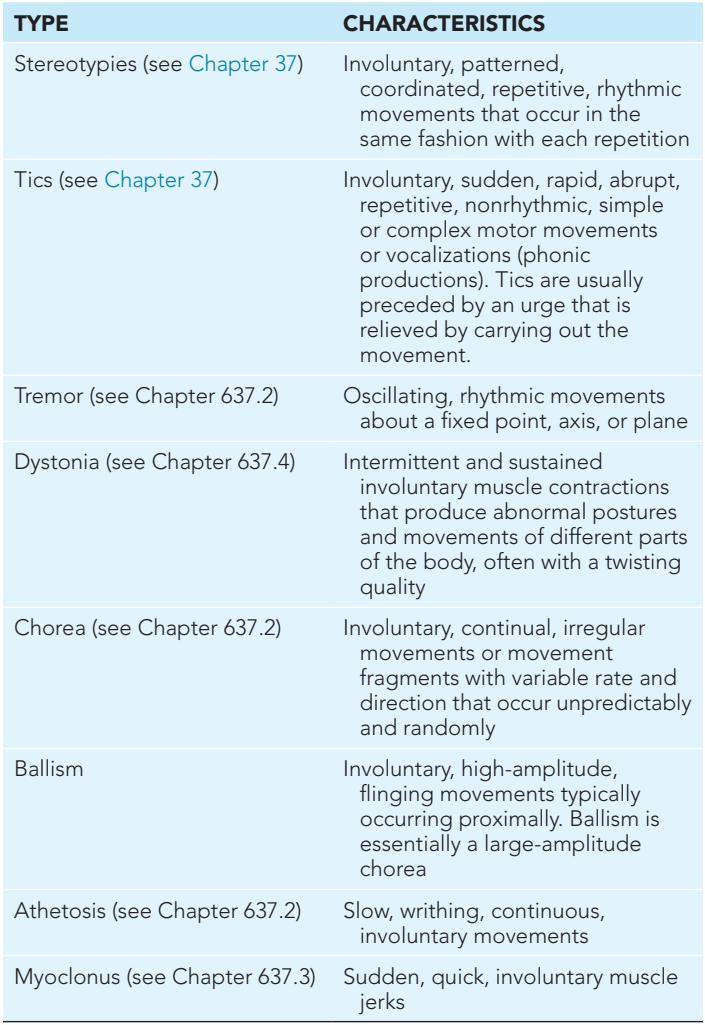 TYPE CHARACTERISTICS
Stereotypies (see Chapter 37) Involuntary, patterned,
coordinated, repetitive, rhythmic
movements that occur in the
same fashion with each repetition
Tics (see Chapter 37) Involuntary, sudden, rapid, abrupt,
repetitive, nonrhythmic, simple
or complex motor movements
or vocalizations (phonic
productions). Tics are usually
preceded by an urge that is
relieved by carrying out the
movement.
Tremor (see Chapter 637.2) Oscillating, rhythmic movements
about a fixed point, axis, or plane
Dystonia (see Chapter 637.4) Intermittent and sustained
involuntary muscle contractions
that produce abnormal postures
and movements of different parts
of the body, often with a twisting
quality
Chorea (see Chapter 637.2) Involuntary, continual, irregular
movements or movement
fragments with variable rate and
direction that occur unpredictably
and randomly
Ballism Involuntary, high-amplitude,
flinging movements typically
occurring proximally. Ballism is
essentially a large-amplitude
chorea
Athetosis (see Chapter 637.2) Slow, writhing, continuous,
involuntary movements
Myoclonus (see Chapter 637.3) Sudden, quick, involuntary muscle
jerks